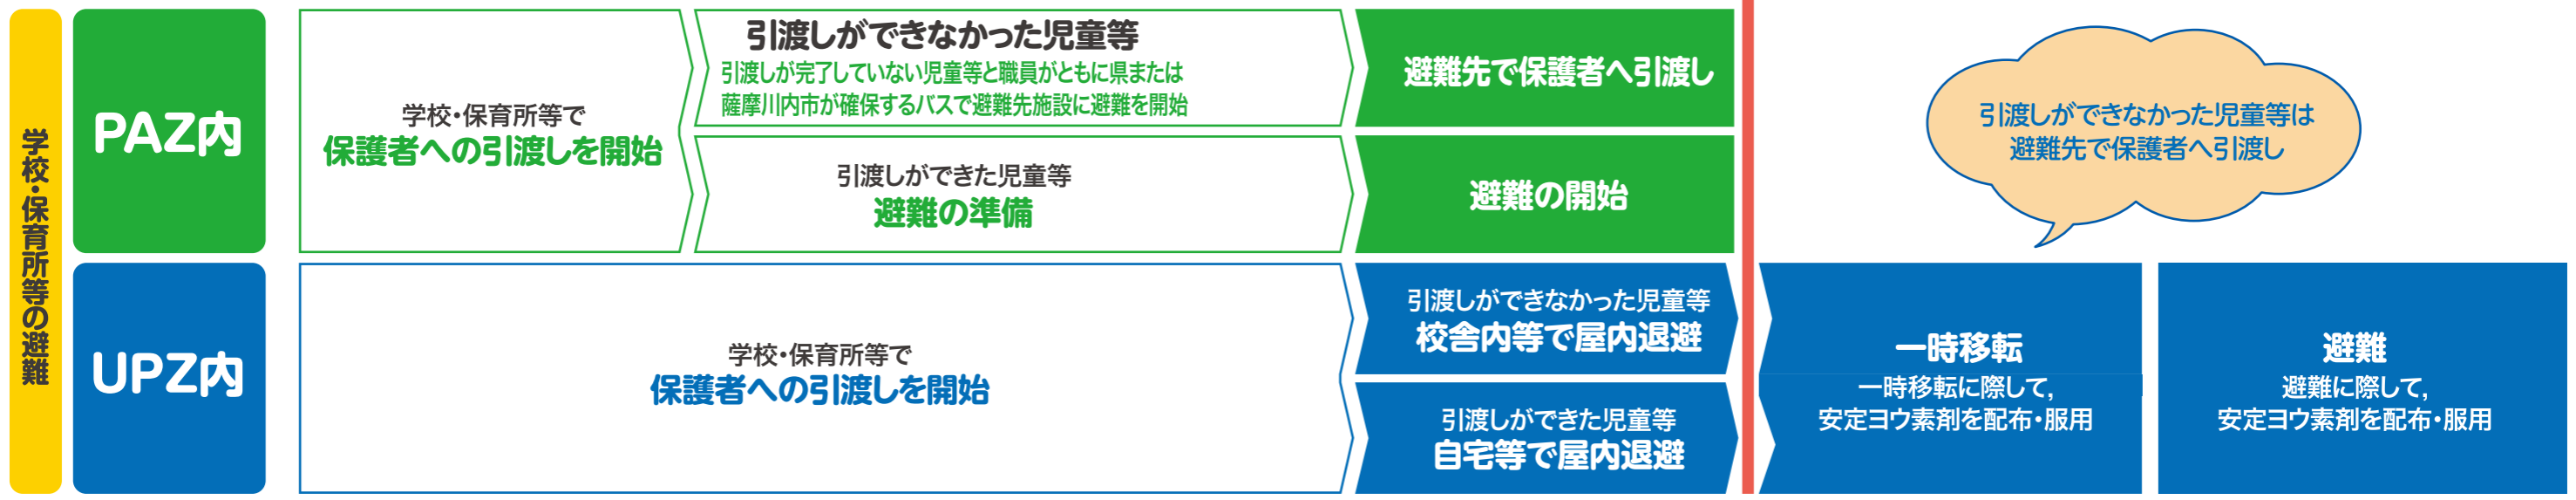 学校・保育所等の避難
PAZ内
学校・保育所等で
保護者への引渡しを開始
引渡しができなかった児童等
引渡しが完了していない児童等と職員がともに県または
薩摩川内市が確保するバスで避難先施設に避難を開始
避難先で保護者へ引渡し
引渡しができた児童等
避難の準備
避難の開始
引渡しができなかった児童等は
避難先で保護者へ引渡し
UPZ内
学校・保育所等で
保護者への引渡しを開始
引渡しができなかった児童等
校舎内等で屋内退避
引渡しができた児童等
自宅等で屋内退避
一時移転
一時移転に際して,
安定ヨウ素剤を配布・服用
避難
避難に際して,
安定ヨウ素剤を配布・服用